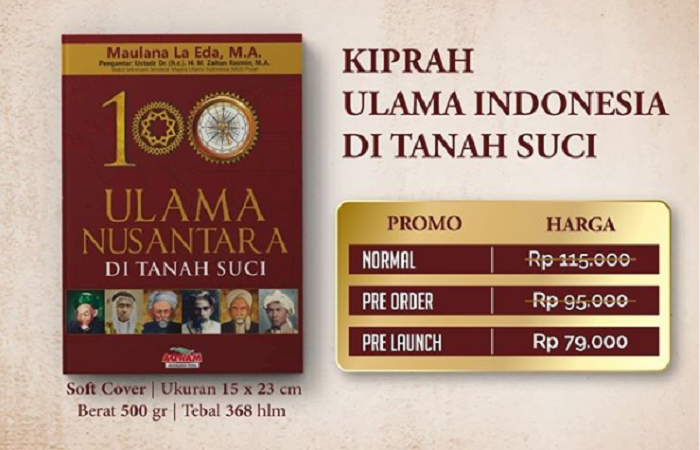 Maulana La Eda, M.A.
Pengantar: Ustadz Dr. (h.c.), H. M. Zaitun Rasmin, M.A.
100
ULAMA
NUSANTARA
DI TANAH SUCI
AQWAM
Soft Cover | Ukuran 15 x 23 cm
Berat 500 gr | Tebal 368 hlm
KIPRAH
ULAMA INDONESIA
DI TANAH SUCI
PROMO HARGA
NORMAL | Rp 115.000
PRE ORDER | Rp 95.000
PRE LAUNCH | Rp 79.000